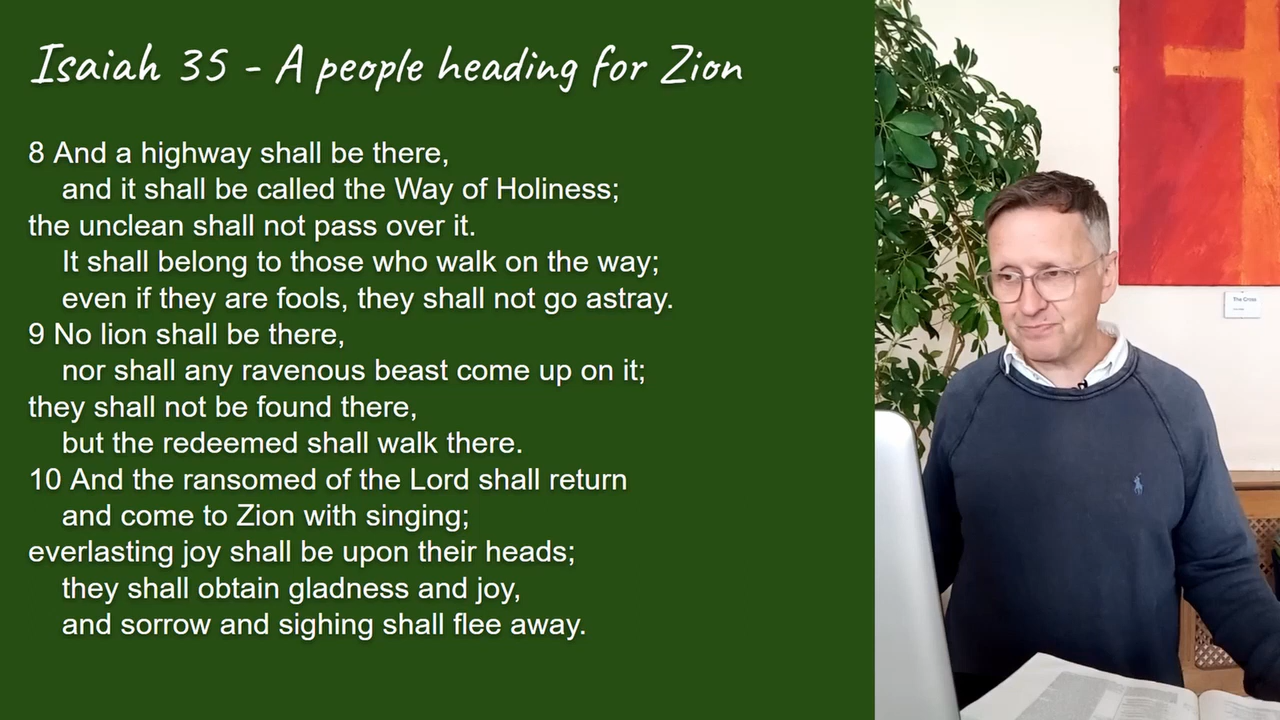 Isaiah 35 - A people heading for Zion
8 And a highway shall be there,
and it shall be called the Way of Holiness;
the unclean shall not pass over it.
It shall belong to those who walk on the way;
even if they are fools, they shall not go astray.
9 No lion shall be there,
nor shall any ravenous beast come up on it;
they shall not be found there,
but the redeemed shall walk there.
10 And the ransomed of the Lord shall return
and come to Zion with singing;
everlasting joy shall be upon their heads;
they shall obtain gladness and joy,
and sorrow and sighing shall flee away.
The Cross